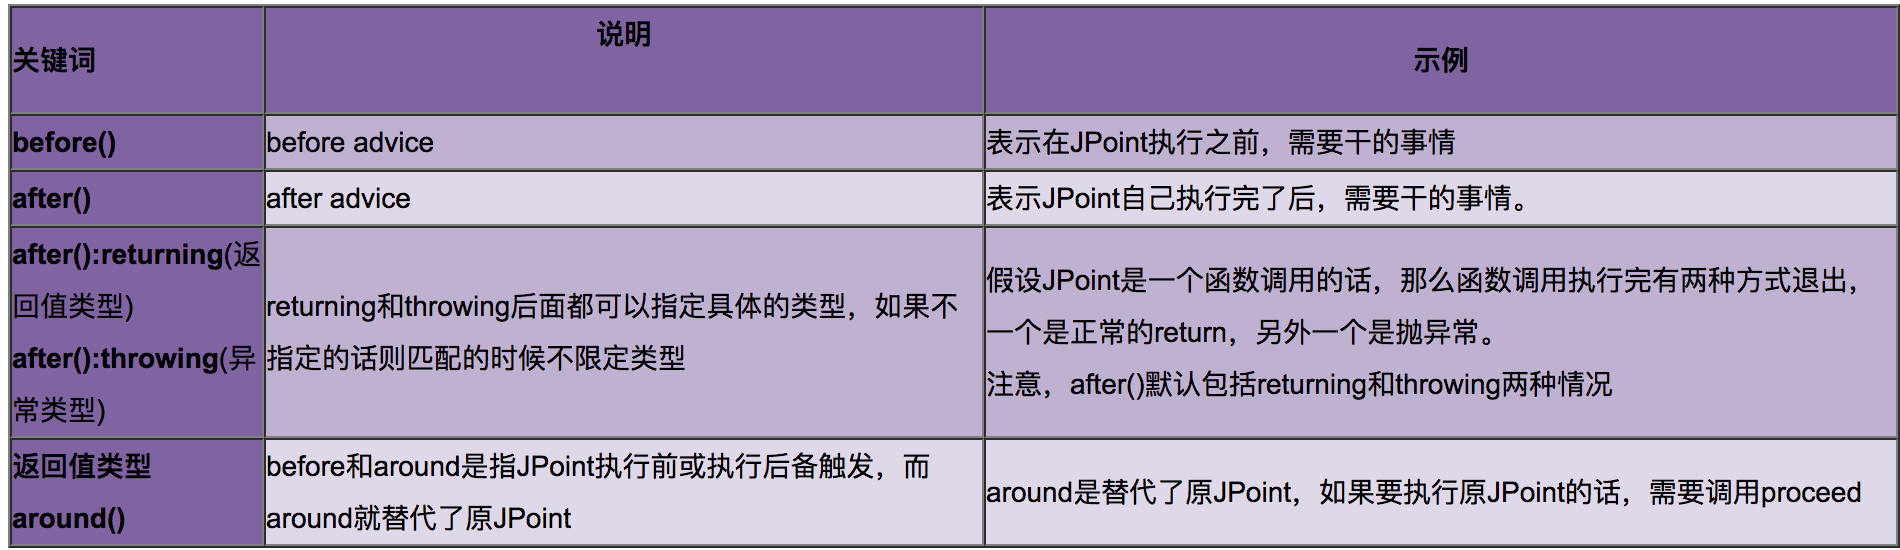 关键词
说明
示例
before()
before advice
表示在JPoint执行之前，需要干的事情
after()
after advice
表示JPoint自己执行完了后，需要干的事情。
after():returning(返
回值类型)
after():throwing(异
常类型)
returning和throwing后面都可以指定具体的类型，如果不
指定的话则匹配的时候不限定类型
假设JPoint是一个函数调用的话，那么函数调用执行完有两种方式退出，
一个是正常的return，另外一个是抛异常。
注意，after()默认包括returning和throwing两种情况
返回值类型
around()
before和around是指JPoint执行前或执行后备触发，而
around就替代了原JPoint
around是替代了原JPoint，如果要执行原JPoint的话，需要调用proceed